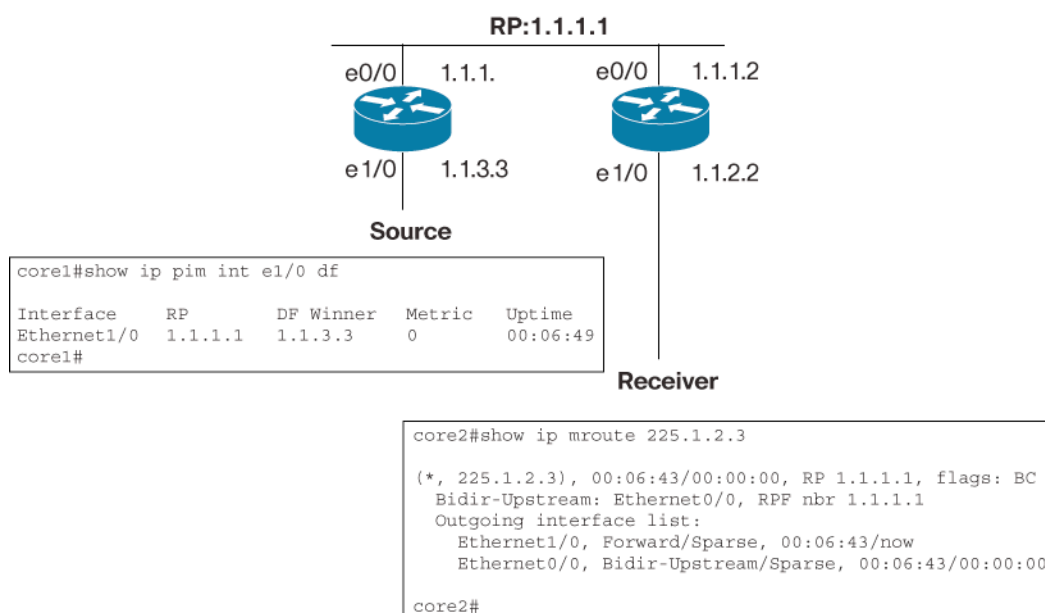 RP:1.1.1.1
e0/0 1.1.1.
e0/0 1.1.1.2
e1/0 1.1.3.3
e1/0 1.1.2.2
Source
core1#show ip pim int e1/0 df
Interface RP DF Winner Metric Uptime
Ethernet1/0 1.1.1.1 1.1.3.3 0 00:06:49
core1#
Receiver
core2#show ip mroute 225.1.2.3
(*, 225.1.2.3), 00:06:43/00:00:00, RP 1.1.1.1, flags: BC
Bidir-Upstream: Ethernet0/0, RPF nbr 1.1.1.1
Outgoing interface list:
Ethernet1/0, Forward/Sparse, 00:06:43/now
Ethernet0/0, Bidir-Upstream/Sparse, 00:06:43/00:00:00
core2#